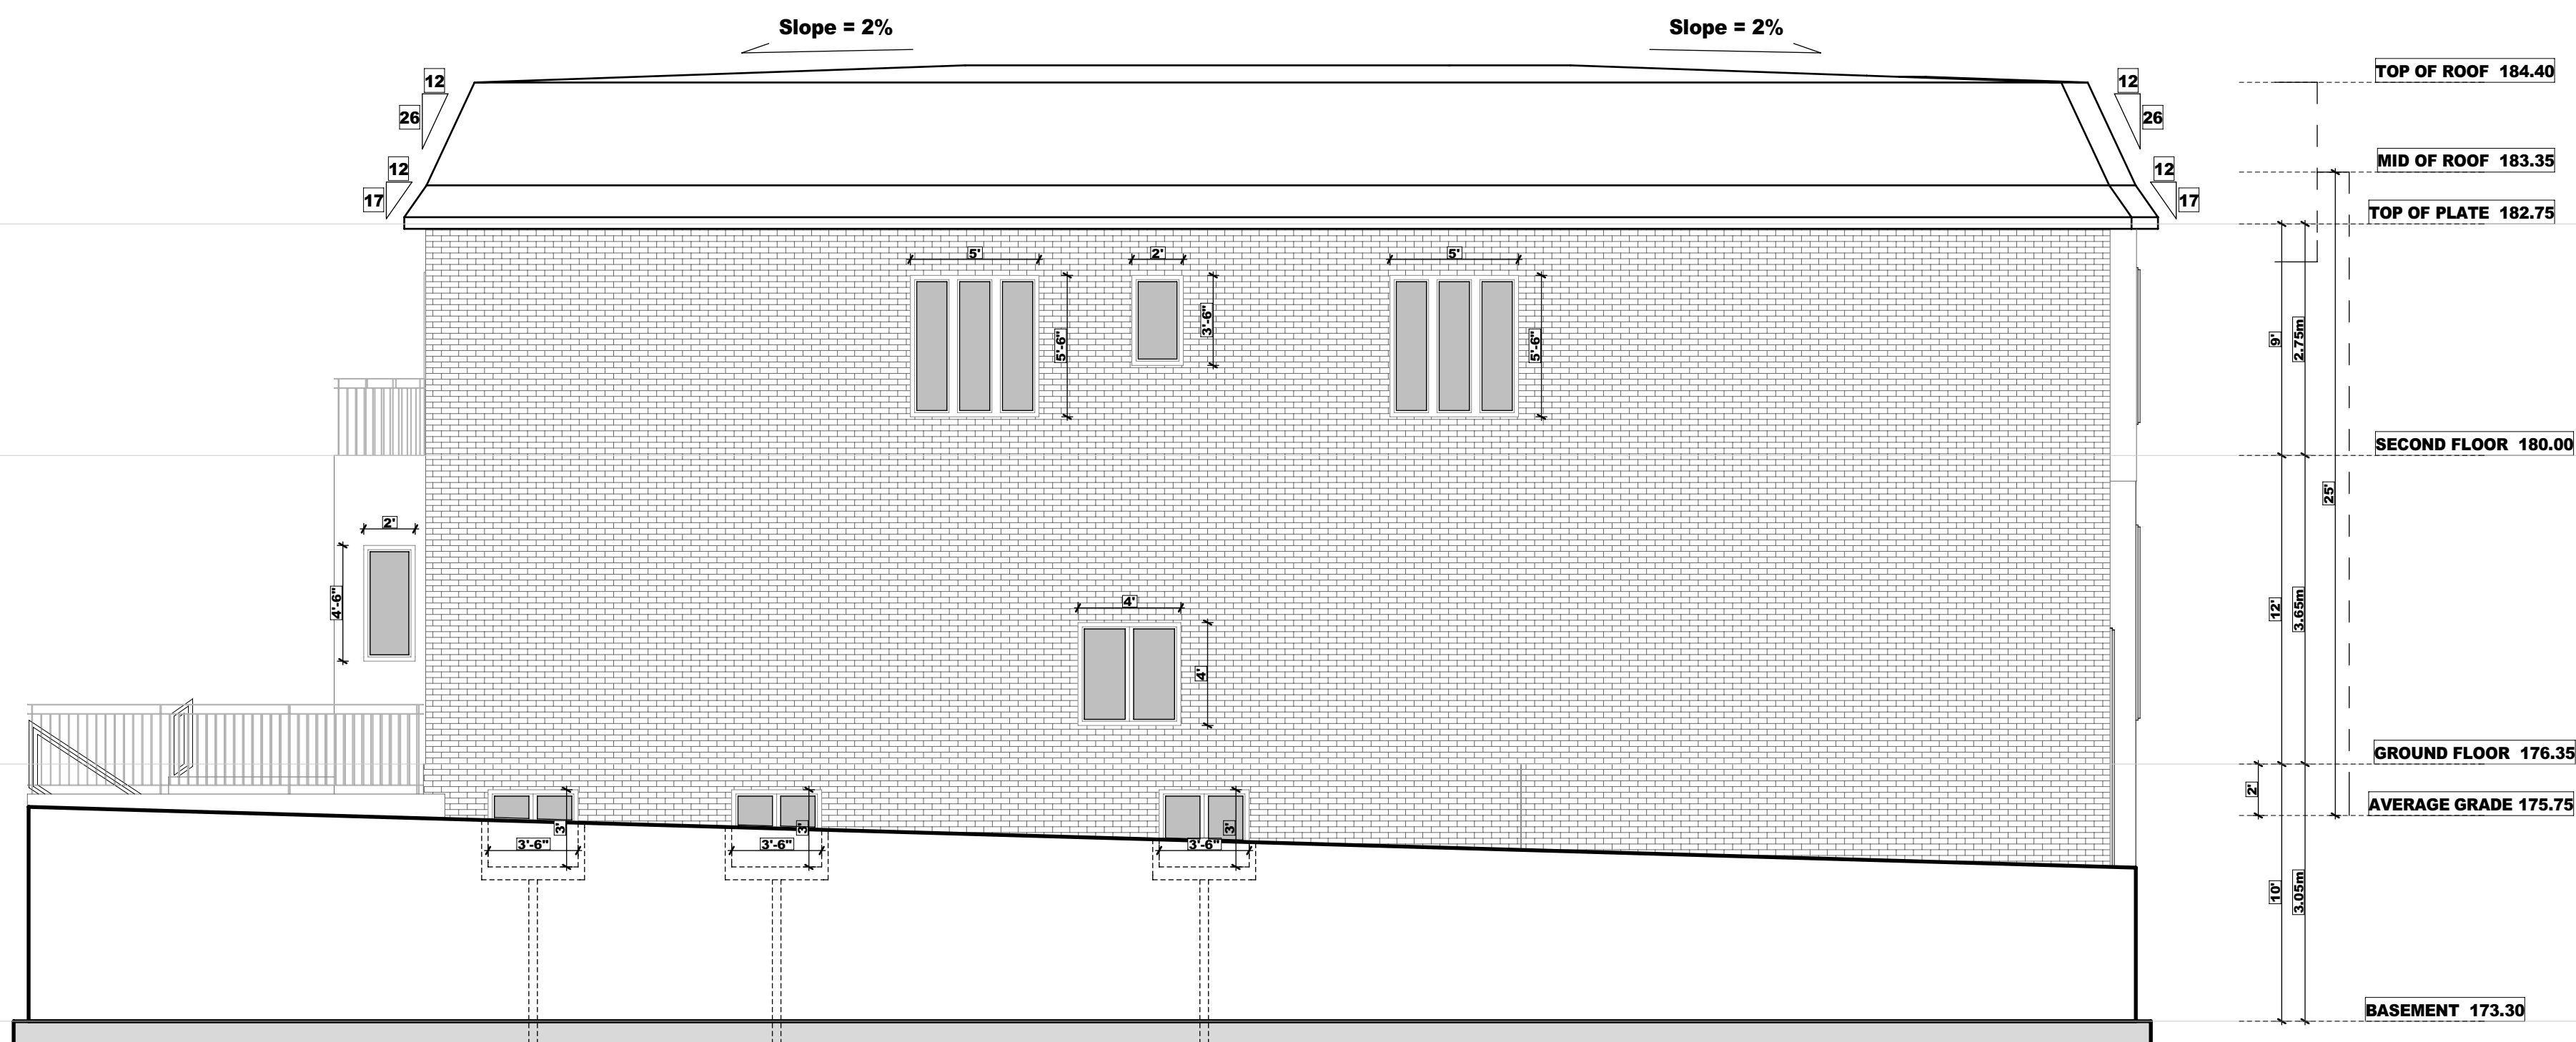 Slope = 2%
Slope = 2%
12
26
12
17
12
26
12
17
TOP OF ROOF 184.40
MID OF ROOF 183.35
TOP OF PLATE 182.75
5'
2'
5'
5'-6"
3'-6"
5'-6"
9'
2.75m
SECOND FLOOR 180.00
25'
2'
4'-6"
4'
4'
12'
3.65m
GROUND FLOOR 176.35
2'
AVERAGE GRADE 175.75
3'
3'
3'
3'-6"
3'-6"
3'-6"
10'
3.05m
BASEMENT 173.30